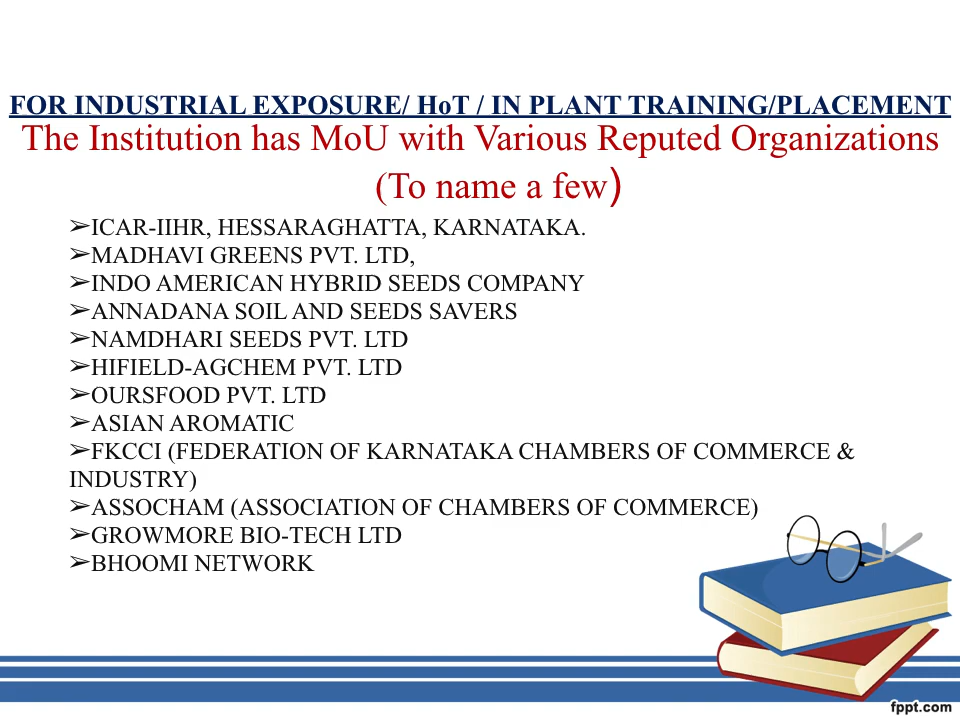 FOR INDUSTRIAL EXPOSURE/ HoT / IN PLANT TRAINING/PLACEMENT
The Institution has MoU with Various Reputed Organizations
(To name a few)
➢ICAR-IIHR, HESSARAGHATTA, KARNATAKA.
➢MADHAVI GREENS PVT. LTD,
➢INDO AMERICAN HYBRID SEEDS COMPANY
➢ANNADANA SOIL AND SEEDS SAVERS
➢NAMDHARI SEEDS PVT. LTD
➢HIFIELD-AGCHEM PVT. LTD
➢OURSFOOD PVT. LTD
➢ASIAN AROMATIC
➢FKCCI (FEDERATION OF KARNATAKA CHAMBERS OF COMMERCE &
INDUSTRY)
➢ASSOCHAM (ASSOCIATION OF CHAMBERS OF COMMERCE)
➢GROWMORE BIO-TECH LTD
➢BHOOMI NETWORK
fppt.com